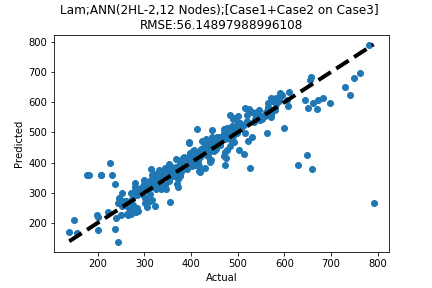 Lam;ANN(2HL-2,12 Nodes);[Case1+Case2 on Case3]
RMSE:56.14897988996108
800
700
600
500
400
300
200
Predicted
200 300 400 500 600 700 800
Actual